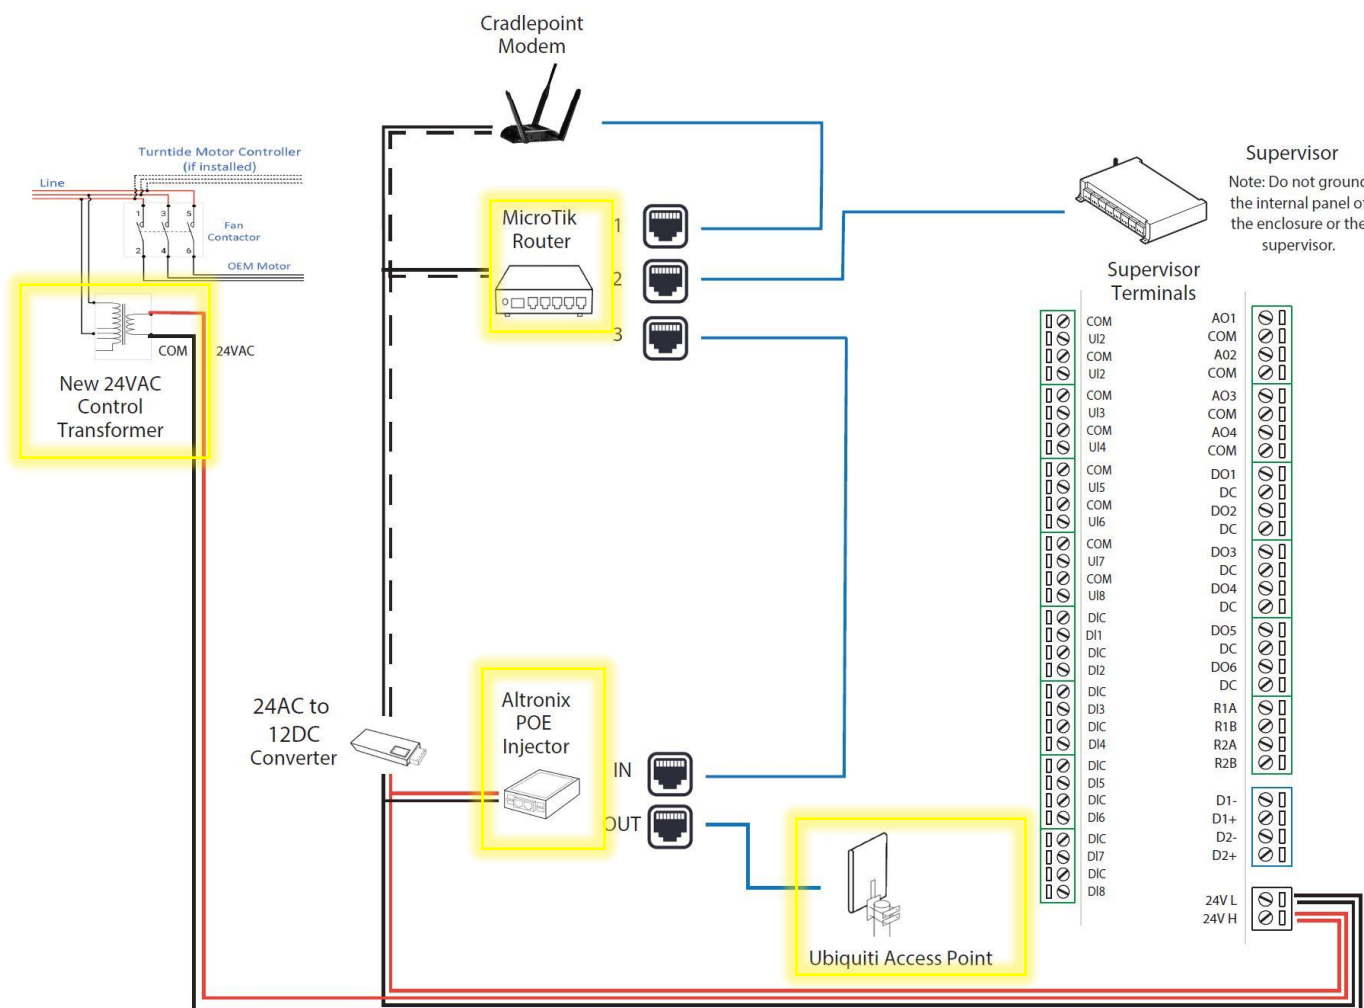 Cradlepoint
Modem
Turntide Motor Controller
(if installed)
Line
1
3
5
Fan
Contactor
2
4
6
OEM Motor
COM
24VAC
New 24VAC
Control
Transformer
MicroTik
Router
1
2
3
Supervisor
Note: Do not ground
the internal panel of
the enclosure or the
supervisor.
Supervisor
Terminals
COM
UI2
COM
UI2
COM
UI3
COM
UI4
COM
UI5
COM
UI6
COM
UI7
COM
UI8
DIC
DI1
DIC
DI2
DIC
DI3
DIC
DI4
DIC
DI5
DIC
DI6
DIC
DI7
DIC
DI8
AO1
COM
A02
COM
AO3
COM
AO4
COM
DO1
DC
DO2
DC
DO3
DC
DO4
DC
DO5
DC
DO6
DC
R1A
R1B
R2A
R2B
D1-
D1+
D2-
D2+
24V L
24V H
24AC to
12DC
Converter
Altronix
POE
Injector
IN
OUT
Ubiquiti Access Point